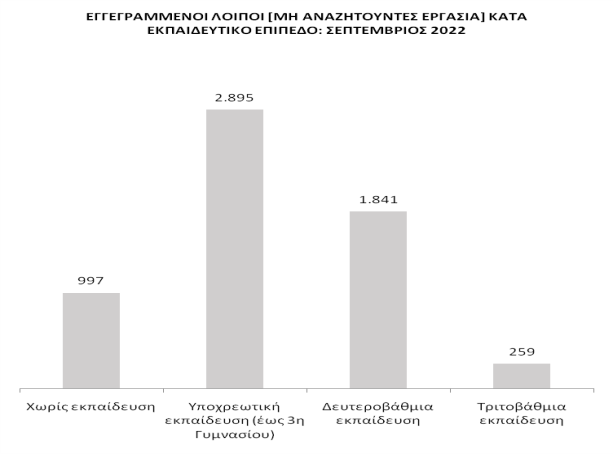 ΕΓΓΕΓΡΑΜΜΕΝΟΙ ΛΟΙΠΟΙ [ΜΗ ΑΝΑΖΗΤΟΥΝΤΕΣ ΕΡΓΑΣΙΑ] ΚΑΤΑ
ΕΚΠΑΙΔΕΥΤΙΚΟ ΕΠΙΠΕΔΟ: ΣΕΠΤΕΜΒΡΙΟΣ 2022
2.895
1.841
997
259
Χωρίς εκπαίδευση
Υποχρεωτική
εκπαίδευση (έως 3η
Γυμνασίου)
Δευτεροβάθμια
εκπαίδευση
Τριτοβάθμια
εκπαίδευση